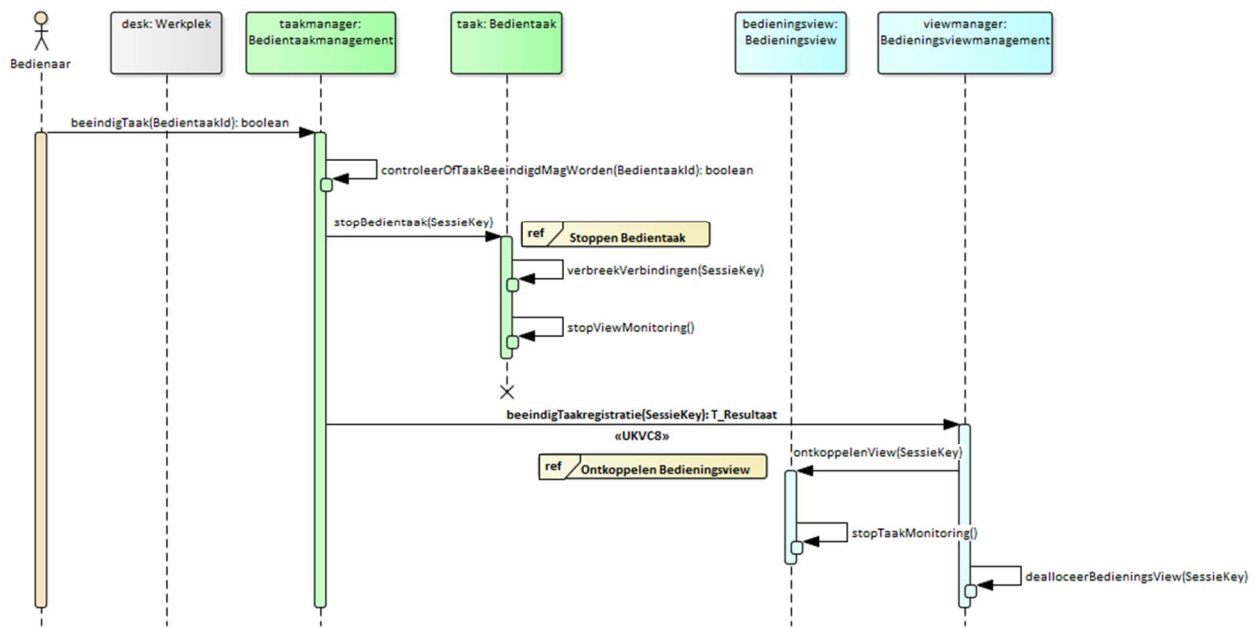 Bedienaar
desk: Werkplek
taakmanager:
Bedientaakmanagement
taak: Bedientaak
bedieningsview:
Bedieningsview
viewmanager:
Bedieningsviewmanagement
beeindigTaak(BedientaakId): boolean
controleerOfTaakBeeindigdMagWorden(BedientaakId): boolean
stopBedientaak(SessieKey)
ref
Stoppen Bedientaak
verbreekVerbindingen(SessieKey)
stopViewMonitoring()
beeindigTaakregistratie(SessieKey): T_Resultaat
«UKVC8»
ontkoppelenView(SessieKey)
ref
Ontkoppelen Bedieningsview
stopTaakMonitoring()
dealloceerBedieningsView(SessieKey)